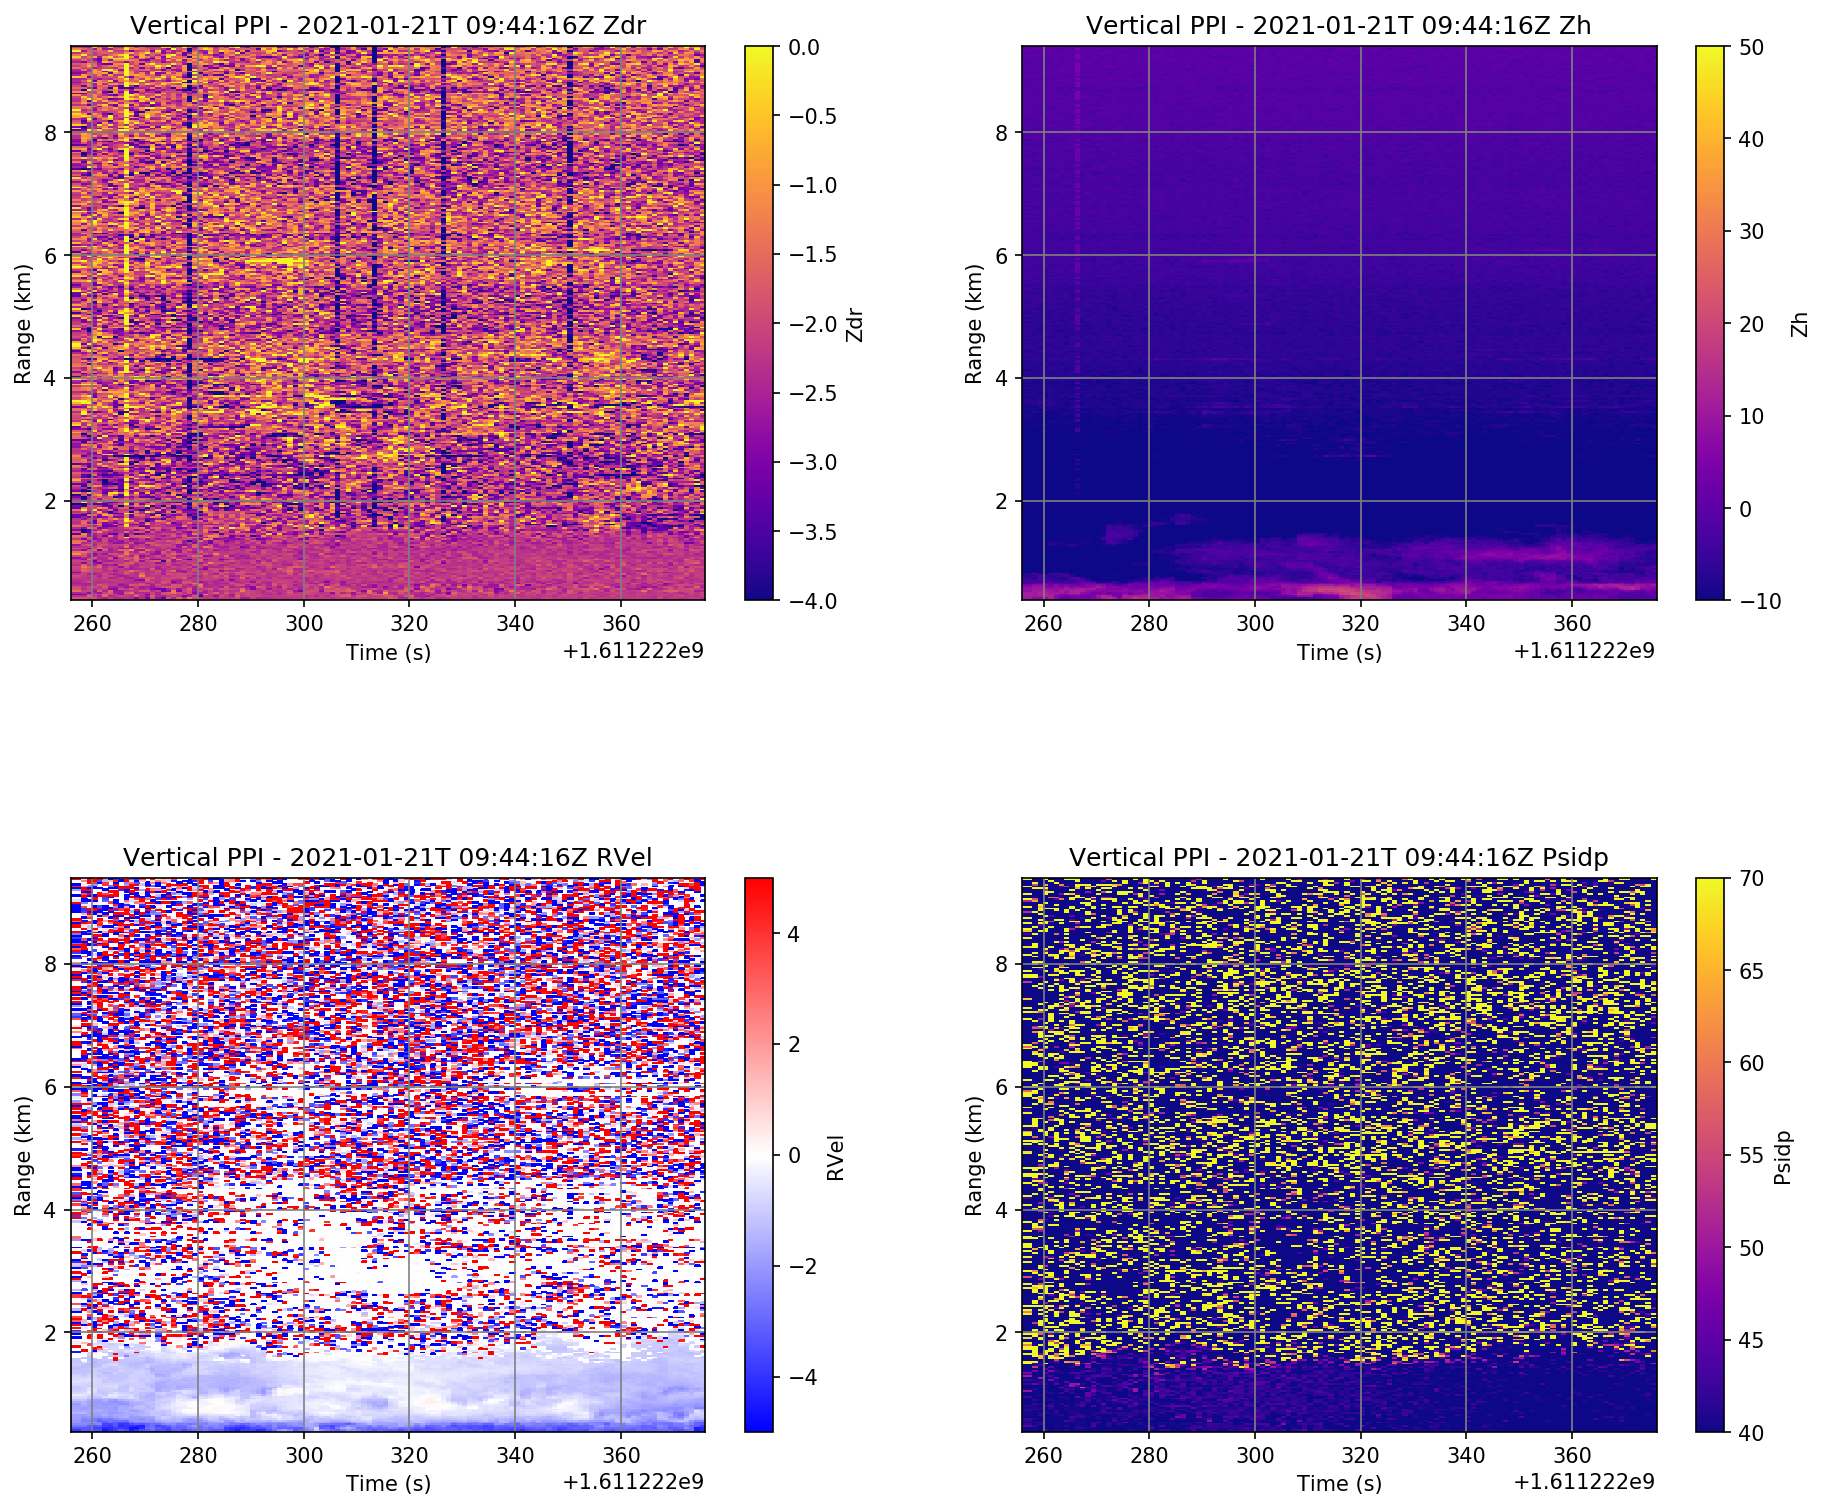 Vertical PPI - 2021-01-21T 09:44:16Z Zdr
Range (km)
8
6
4
2
260 280 300 320 340 360
Time (s)
+1.611222e9
0.0
−0.5
−1.0
−1.5
−2.0
−2.5
−3.0
−3.5
−4.0
Zdr
Vertical PPI - 2021-01-21T 09:44:16Z Zh
Range (km)
8
6
4
2
260 280 300 320 340 360
Time (s)
+1.611222e9
50
40
30
20
10
0
−10
Zh
Vertical PPI - 2021-01-21T 09:44:16Z RVel
Range (km)
8
6
4
2
260 280 300 320 340 360
Time (s)
+1.611222e9
4
2
0
−2
−4
RVel
Vertical PPI - 2021-01-21T 09:44:16Z Psidp
Range (km)
8
6
4
2
260 280 300 320 340 360
Time (s)
+1.611222e9
70
65
60
55
50
45
40
Psidp